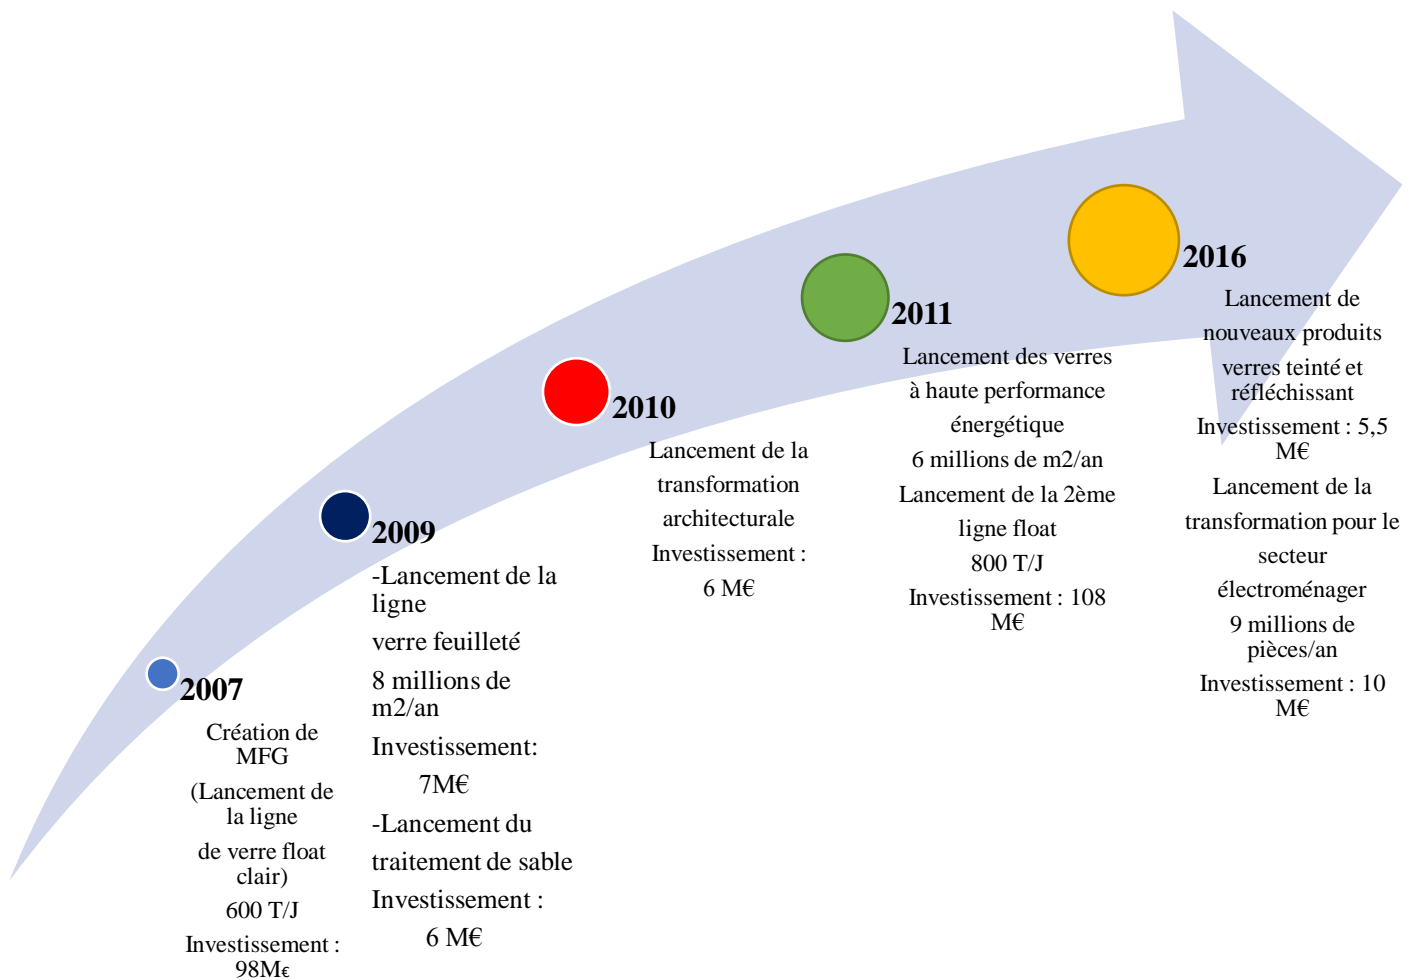 2007
Création de
MFG
(Lancement de
la ligne
de verre float
clair)
600 T/J
Investissement :
98M€
2009
-Lancement de la
ligne
verre feuilleté
8 millions de
m2/an
Investissement:
7M€
-Lancement du
traitement de sable
Investissement :
6 M€
2010
Lancement de la
transformation
architecturale
Investissement :
6 M€
2011
Lancement des verres
à haute performance
énergétique
6 millions de m2/an
Lancement de la 2ème
ligne float
800 T/J
Investissement : 108
M€
2016
Lancement de
nouveaux produits
verres teinté et
réfléchissant
Investissement : 5,5
M€
Lancement de la
transformation pour le
secteur
électroménager
9 millions de
pièces/an
Investissement : 10
M€